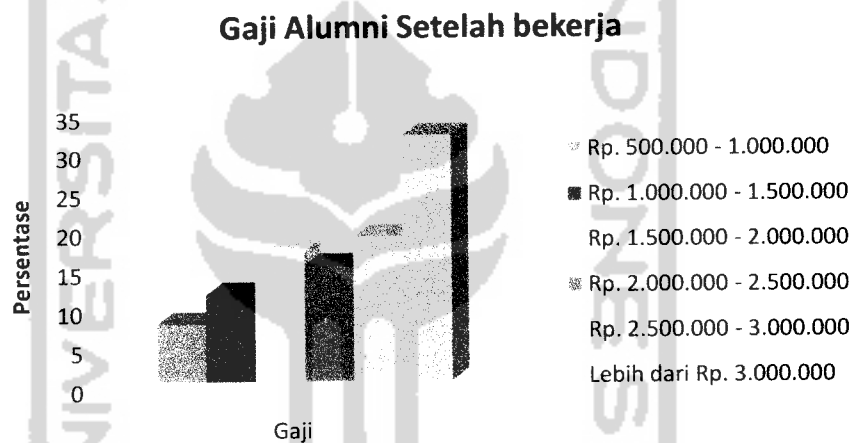 Gaji Alumni Setelah bekerja
35
30
25
20
15
10
5
0
Persentase
Gaji
Rp. 500.000 - 1.000.000
Rp. 1.000.000 - 1.500.000
Rp. 1.500.000 - 2.000.000
Rp. 2.000.000 - 2.500.000
Rp. 2.500.000 - 3.000.000
Lebih dari Rp. 3.000.000